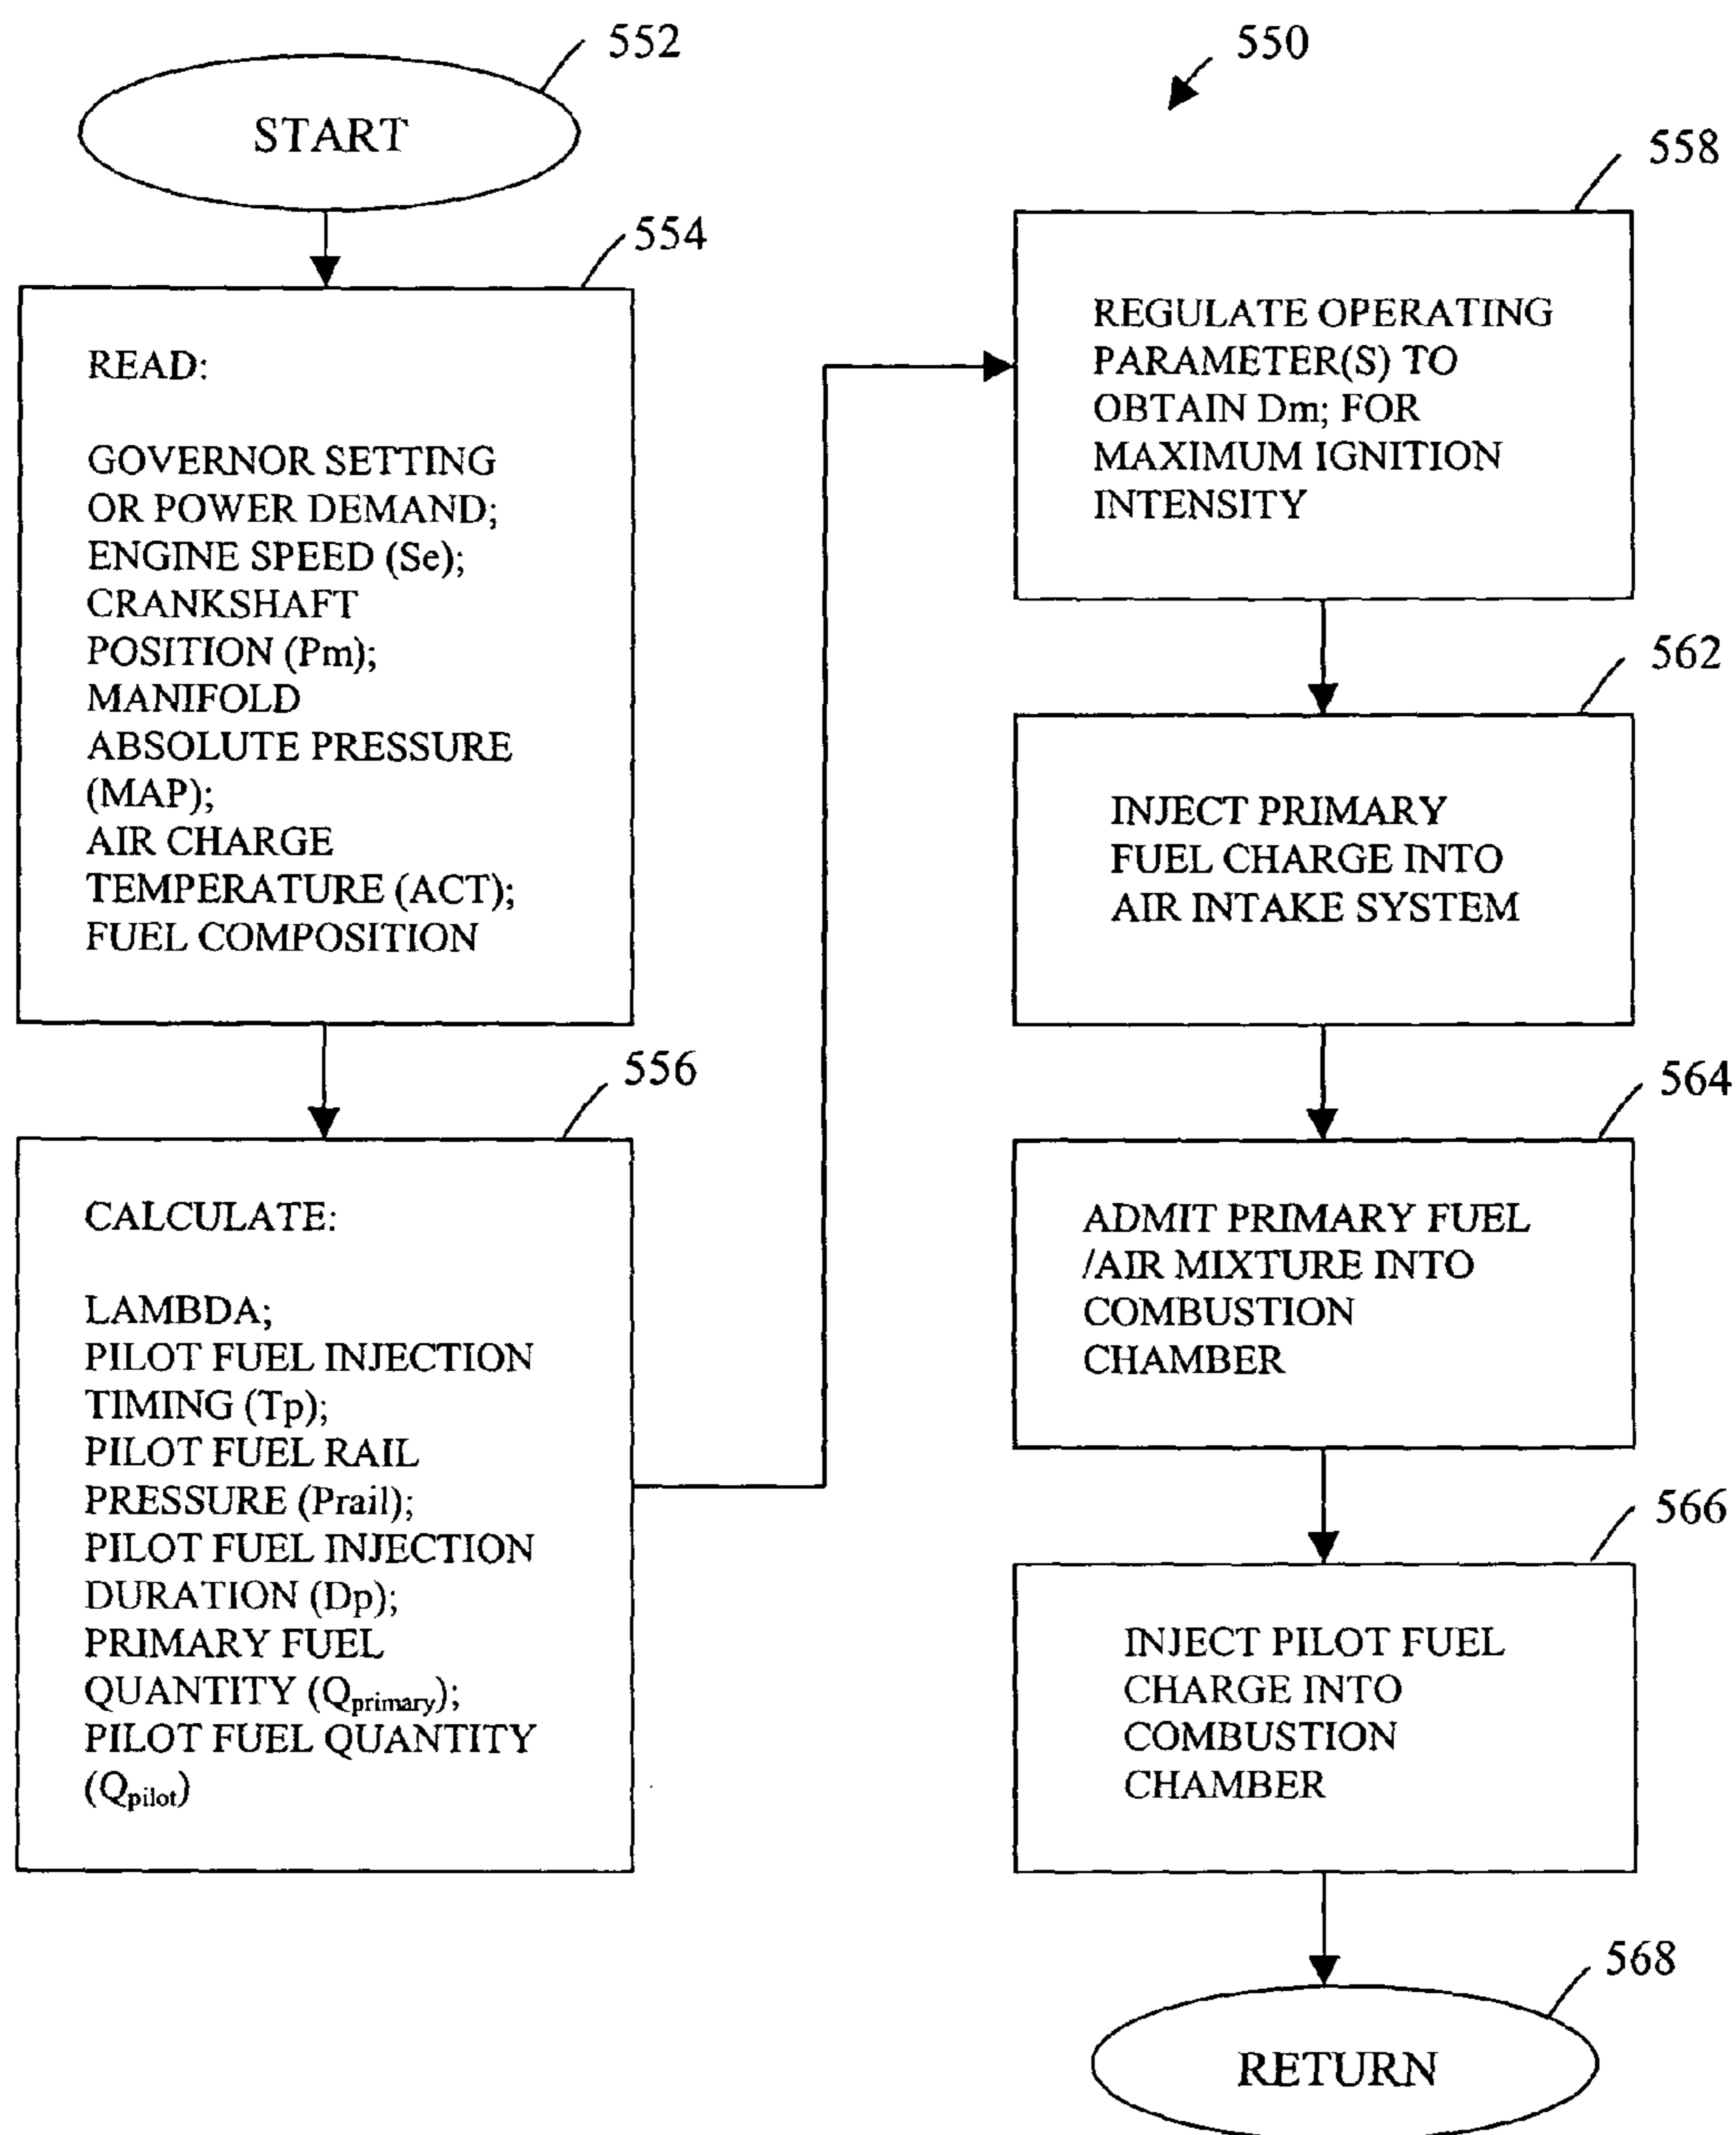 552
START
554
READ:
GOVERNOR SETTING
OR POWER DEMAND;
ENGINE SPEED (Se);
CRANKSHAFT
POSITION (Pm);
MANIFOLD
ABSOLUTE PRESSURE
(MAP);
AIR CHARGE
TEMPERATURE (ACT);
FUEL COMPOSITION
556
CALCULATE:
LAMBDA;
PILOT FUEL INJECTION
TIMING (Tp);
PILOT FUEL RAIL
PRESSURE (Prail);
PILOT FUEL INJECTION
DURATION (Dp);
PRIMARY FUEL
QUANTITY (Qprimary);
PILOT FUEL QUANTITY
(Qpilot)
550
558
REGULATE OPERATING
PARAMETER(S) TO
OBTAIN Dm; FOR
MAXIMUM IGNITION
INTENSITY
562
INJECT PRIMARY
FUEL CHARGE INTO
AIR INTAKE SYSTEM
564
ADMIT PRIMARY FUEL
/AIR MIXTURE INTO
COMBUSTION
CHAMBER
566
INJECT PILOT FUEL
CHARGE INTO
COMBUSTION
CHAMBER
568
RETURN